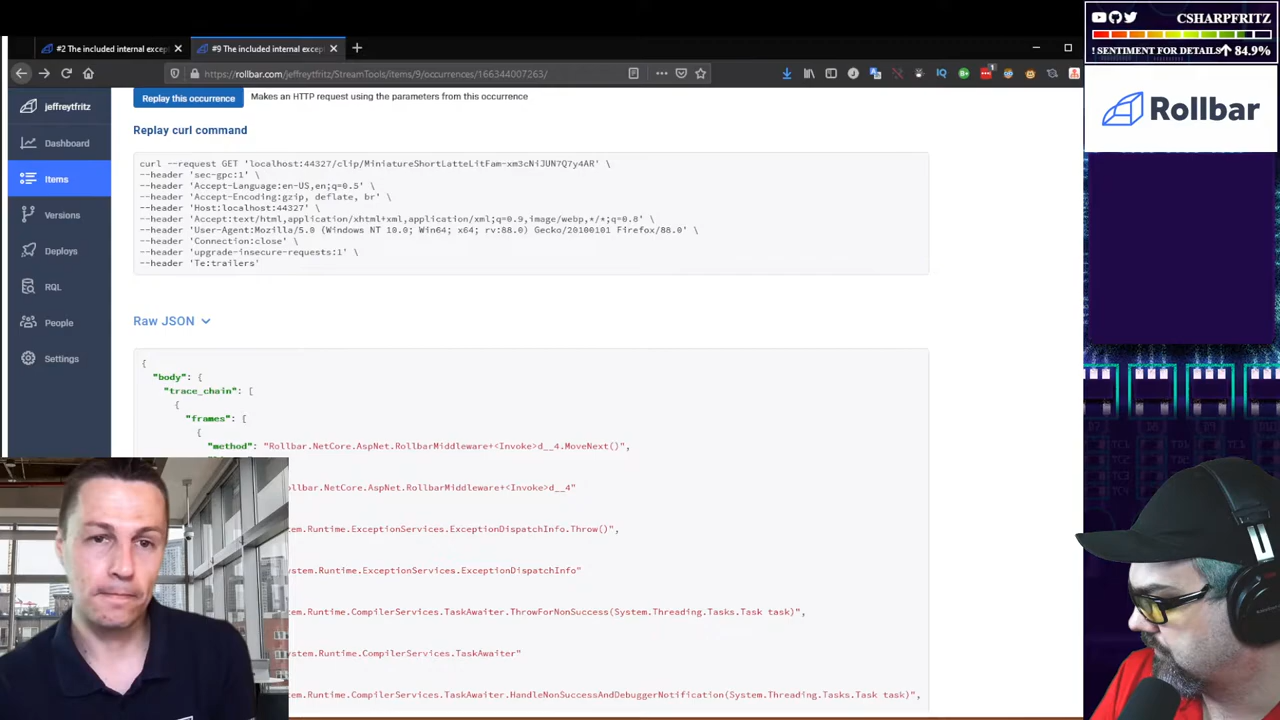 CSHARPFRITZ
! SENTIMENT FOR DETAILS 84.9%
Rollbar
#2 The included internal excep
#9 The included internal excep
https://rollbar.com/jeffreytfritz/StreamTools/items/9/occurrences/166344007263/
jeffreytfritz
Dashboard
Items
Versions
Deploys
RQL
People
Settings
Replay this occurrence Makes an HTTP request using the parameters from this occurrence
Replay curl command
curl --request GET 'localhost:44327/clip/MiniatureShortLatteLitFam-xm3cNiJUN7Q7y4AR' \
--header 'sec-gpc:1' \
--header 'Accept-Language:en-US,en;q=0.5' \
--header 'Accept-Encoding:gzip, deflate, br' \
--header 'Host:localhost:44327' \
--header 'Accept:text/html,application/xhtml+xml,application/xml;q=0.9,image/webp,*/*;q=0.8' \
--header 'User-Agent:Mozilla/5.0 (Windows NT 10.0; Win64; x64; rv:88.0) Gecko/20100101 Firefox/88.0' \
--header 'Connection:close' \
--header 'upgrade-insecure-requests:1' \
--header 'Te:trailers'
Raw JSON
{
"body": {
"trace_chain": [
{
"frames": [
{
"method": "Rollbar.NetCore.AspNet.RollbarMiddleware+<Invoke>d__4.MoveNext()",
ollbar.NetCore.AspNet.RollbarMiddleware+<Invoke>d__4"
stem.Runtime.ExceptionServices.ExceptionDispatchInfo.Throw()",
ystem.Runtime.ExceptionServices.ExceptionDispatchInfo"
stem.Runtime.CompilerServices.TaskAwaiter.ThrowForNonSuccess(System.Threading.Tasks.Task task)",
ystem.Runtime.CompilerServices.TaskAwaiter"
stem.Runtime.CompilerServices.TaskAwaiter.HandleNonSuccessAndDebuggerNotification(System.Threading.Tasks.Task task)",